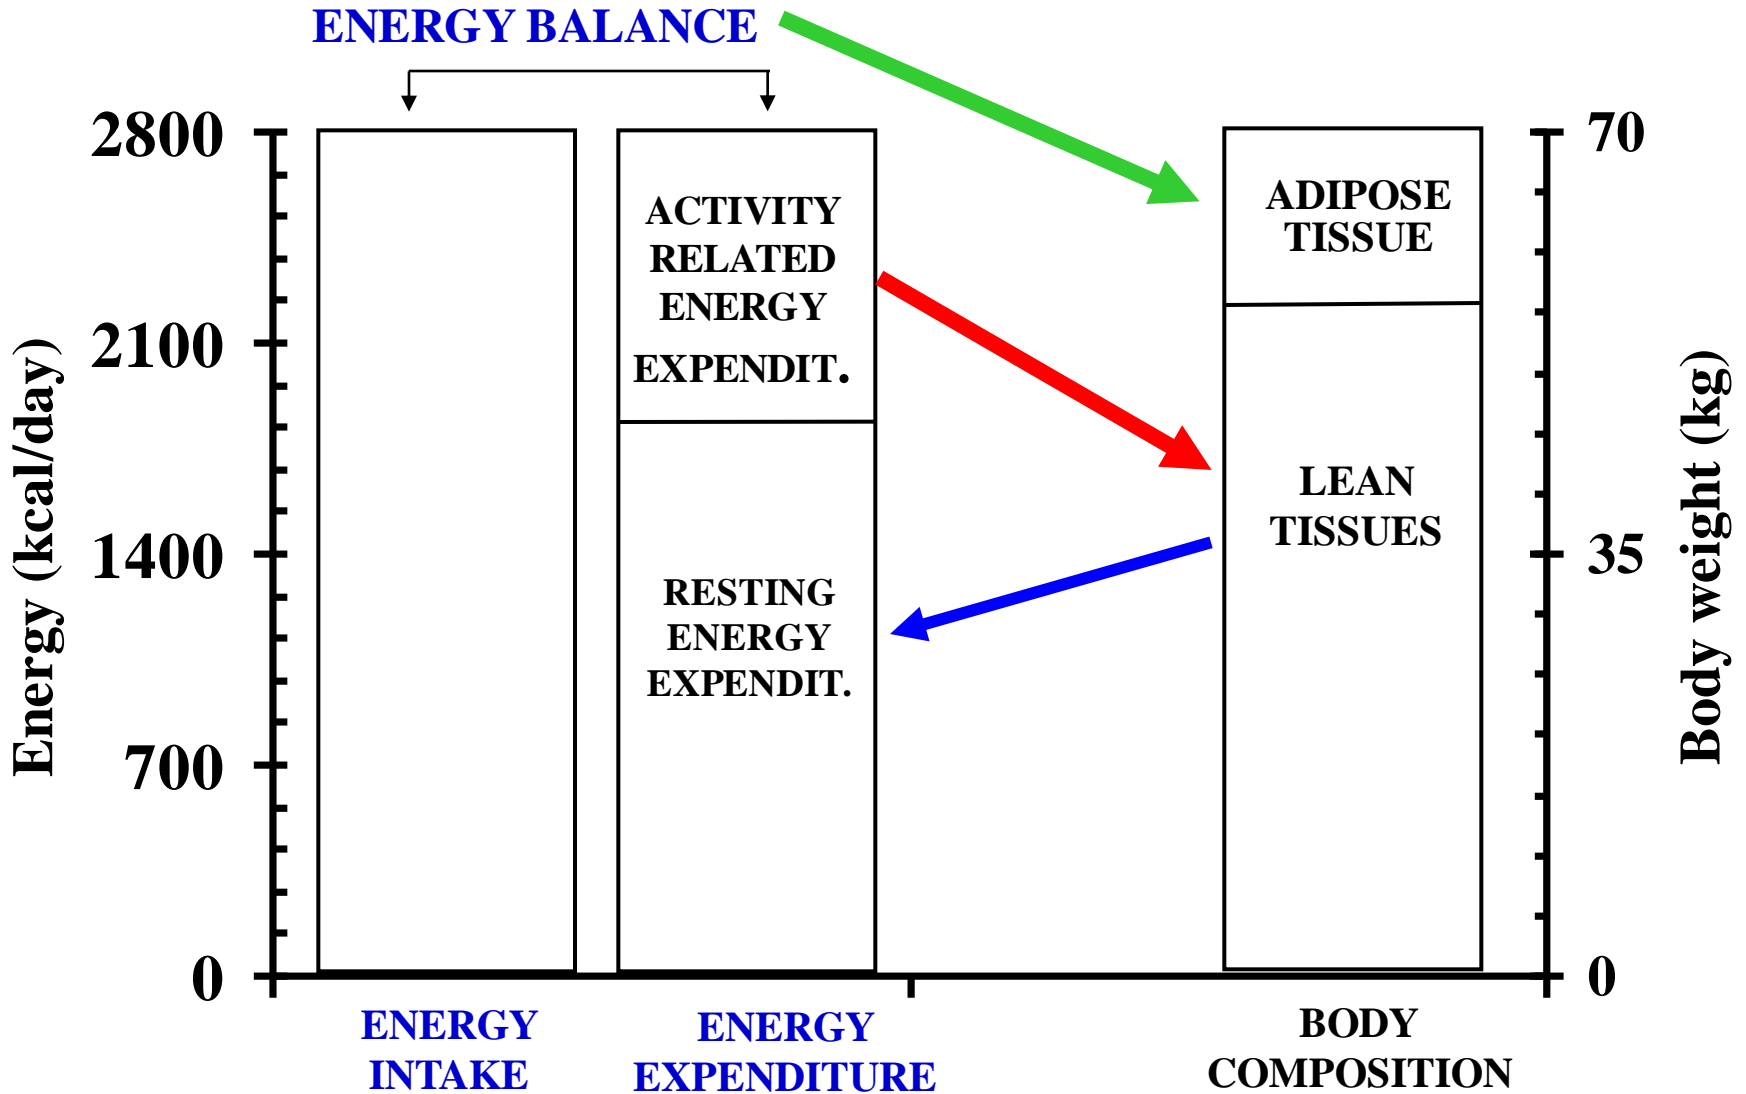 ENERGY BALANCE
2800
2100
1400
700
0
Energy (kcal/day)
ACTIVITY
RELATED
ENERGY
EXPENDIT.
RESTING
ENERGY
EXPENDIT.
ADIPOSE
TISSUE
LEAN
TISSUES
70
35
0
Body weight (kg)
ENERGY
INTAKE
ENERGY
EXPENDITURE
BODY
COMPOSITION